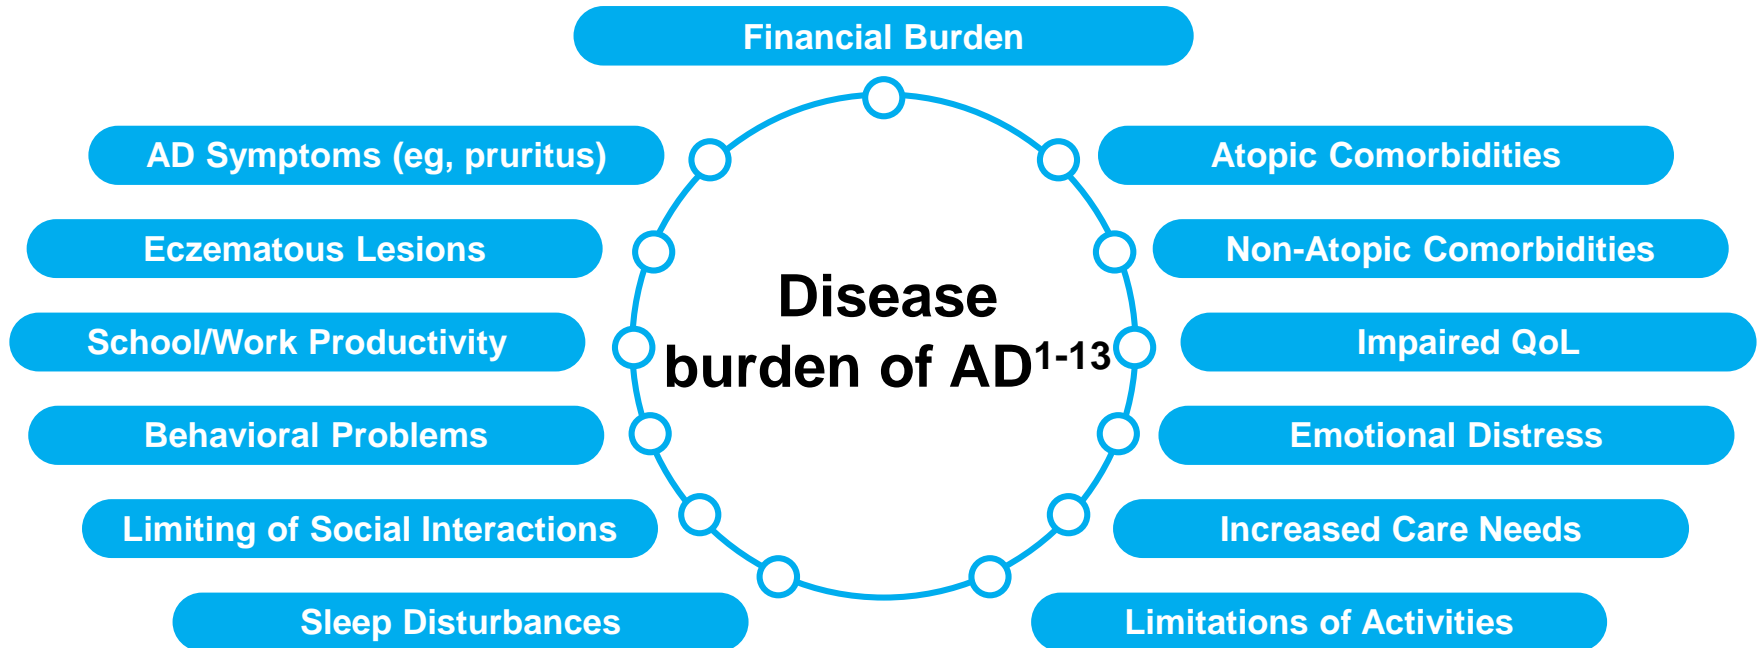 Financial Burden
AD Symptoms (eg, pruritus)
Atopic Comorbidities
Eczematous Lesions
Non-Atopic Comorbidities
Disease
burden of AD1-13
School/Work Productivity
Impaired QoL
Behavioral Problems
Emotional Distress
Limiting of Social Interactions
Increased Care Needs
Sleep Disturbances
Limitations of Activities